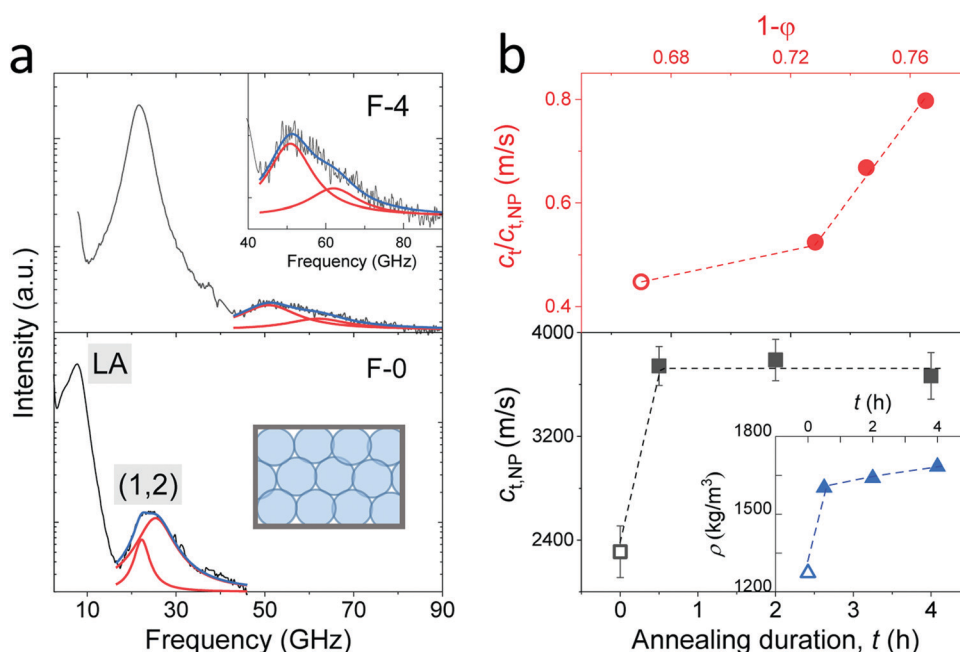 a
F-4
40 60 80
Frequency (GHz)
LA
F-0
(1,2)
Intensity (a.u.)
10 30 50 70 90
Frequency (GHz)
b
1-φ
0.68 0.72 0.76
0.8
0.6
0.4
c_t/c_t,NP (m/s)
4000
3200
2400
c_t,NP (m/s)
t (h)
0 2 4
1800
1500
1200
ρ (kg/m³)
0 1 2 3 4
Annealing duration, t (h)